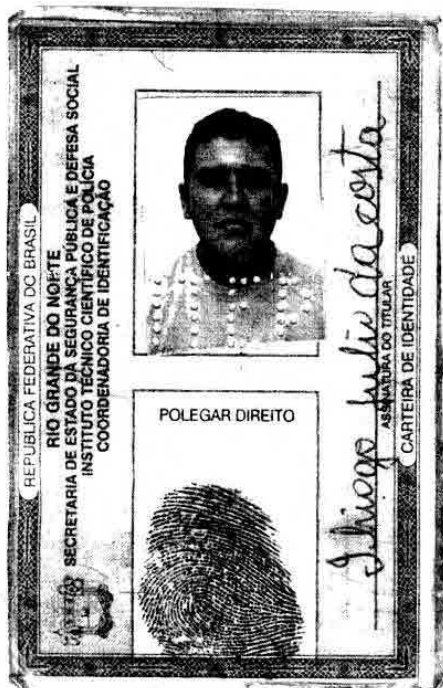 REPÚBLICA FEDERATIVA DO BRASIL
RIO GRANDE DO NORTE
SECRETARIA DE ESTADO DA SEGURANÇA PÚBLICA E DEFESA SOCIAL
INSTITUTO TÉCNICO CIENTÍFICO DE POLÍCIA
COORDENADORIA DE IDENTIFICAÇÃO
POLEGAR DIREITO
Thiago Julio da Costa
ASSINATURA DO TITULAR
CARTEIRA DE IDENTIDADE